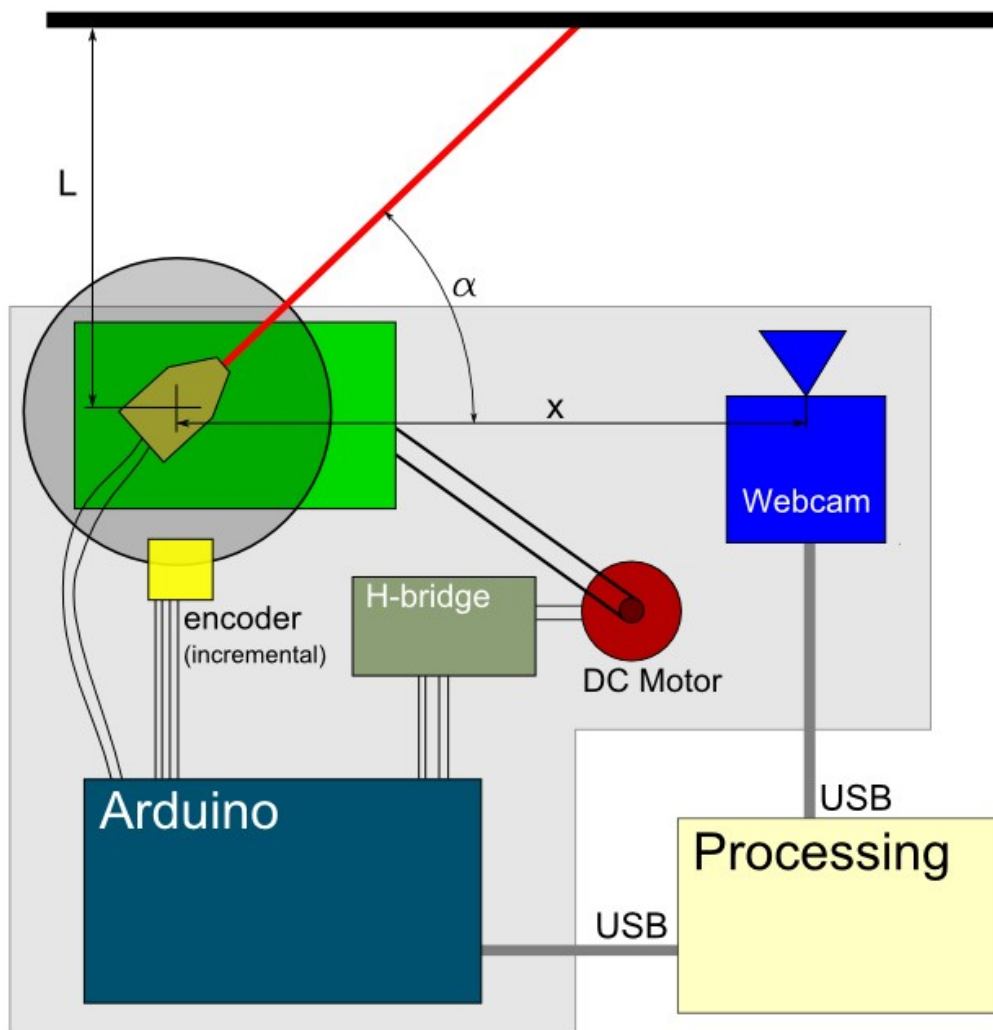 L
α
x
Webcam
H-bridge
encoder
(incremental)
DC Motor
Arduino
USB
Processing
USB